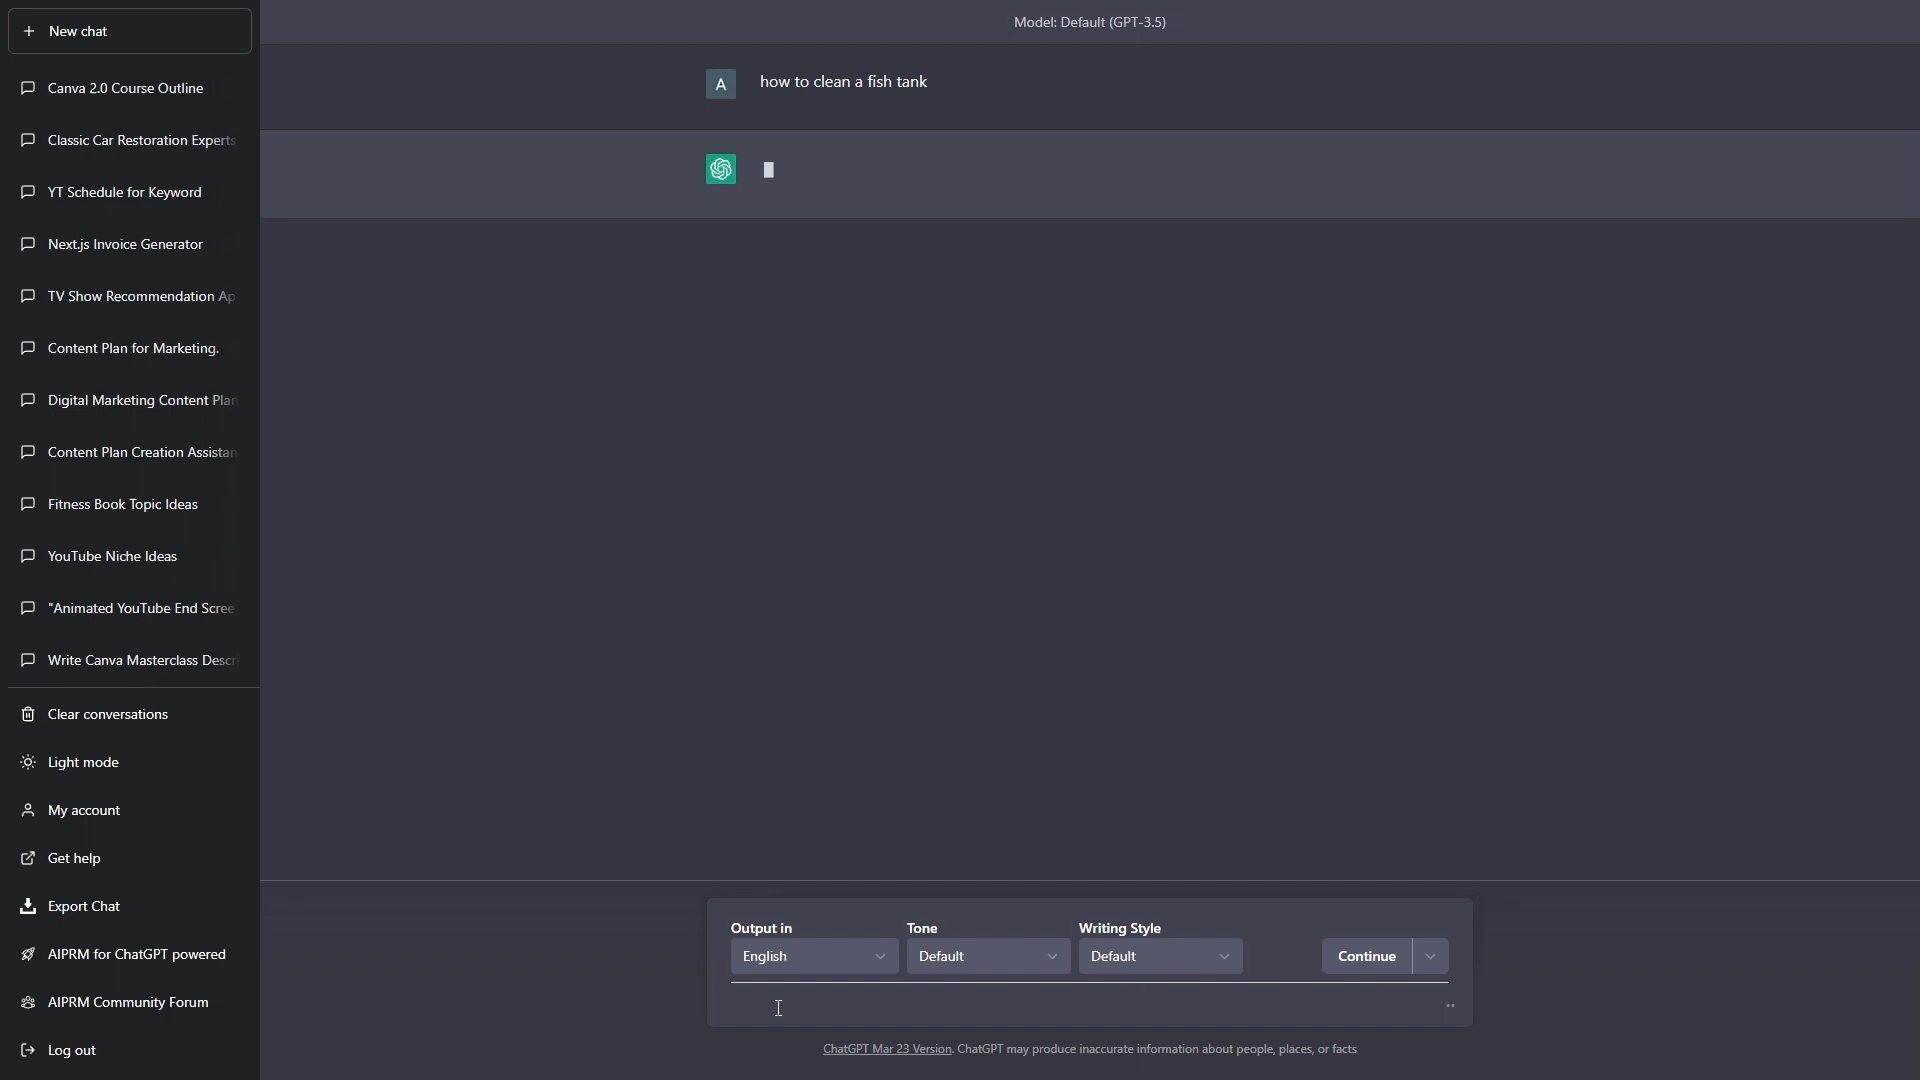 New chat
Canva 2.0 Course Outline
Classic Car Restoration Experts
YT Schedule for Keyword
Next.js Invoice Generator
TV Show Recommendation Ap
Content Plan for Marketing.
Digital Marketing Content Plan
Content Plan Creation Assistan
Fitness Book Topic Ideas
YouTube Niche Ideas
"Animated YouTube End Scree
Write Canva Masterclass Descr
Clear conversations
Light mode
My account
Get help
Export Chat
AIPRM for ChatGPT powered
AIPRM Community Forum
Log out
Model: Default (GPT-3.5)
A how to clean a fish tank
Output in Tone Writing Style
English Default Default Continue
ChatGPT Mar 23 Version. ChatGPT may produce inaccurate information about people, places, or facts